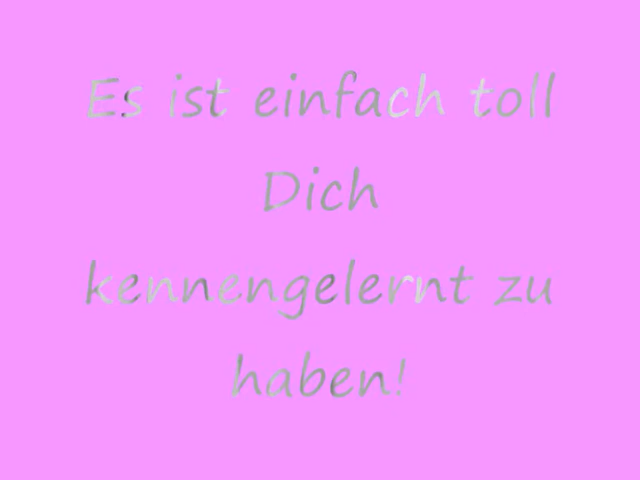 Es ist einfach toll
Dich
kennengelernt zu
haben!